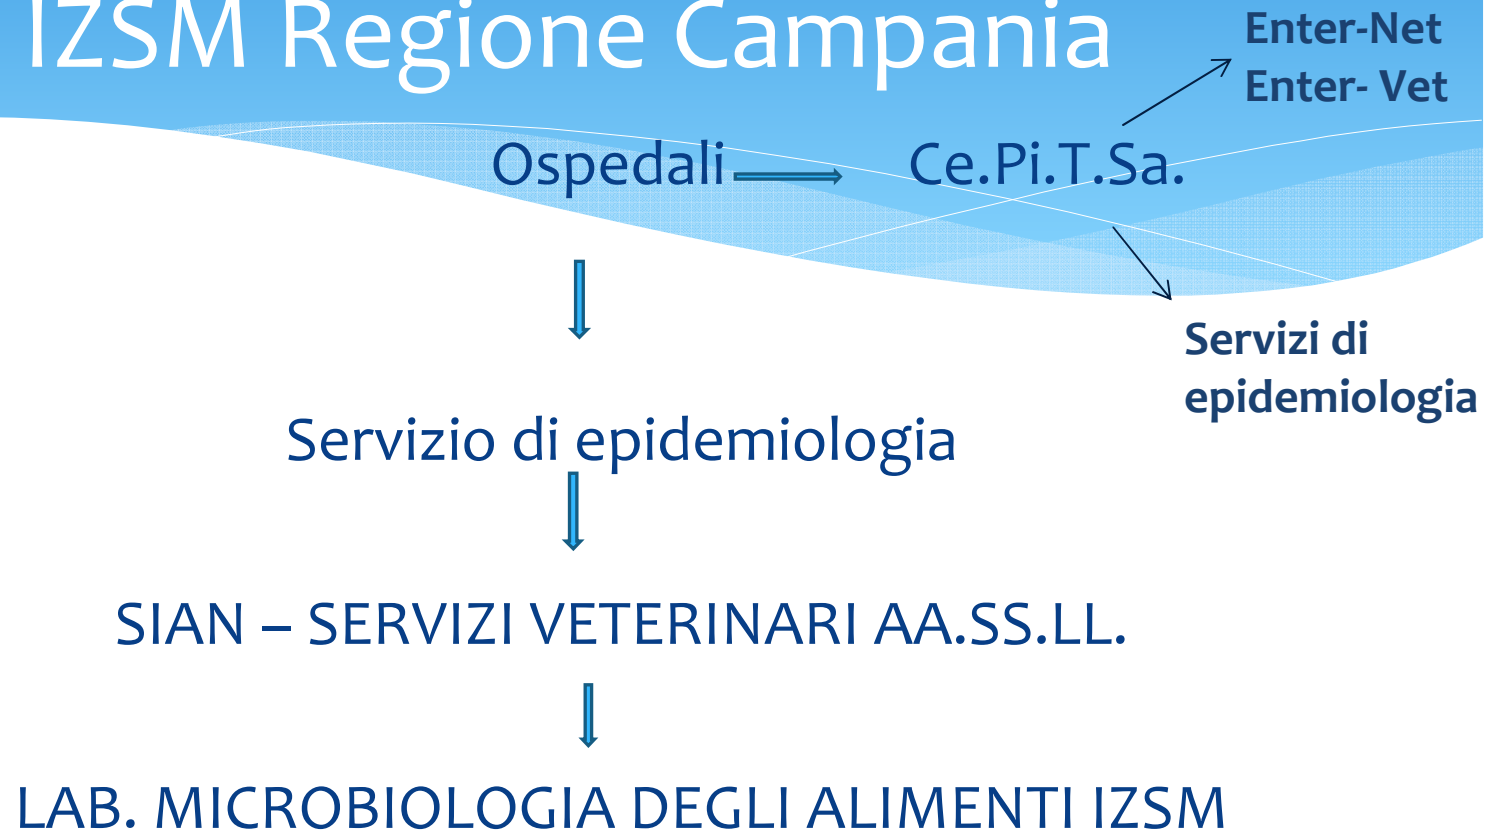 IZSM Regione Campania
Enter-Net
Enter- Vet
Ospedali
Ce.Pi.T.Sa.
Servizi di
epidemiologia
Servizio di epidemiologia
SIAN – SERVIZI VETERINARI AA.SS.LL.
LAB. MICROBIOLOGIA DEGLI ALIMENTI IZSM